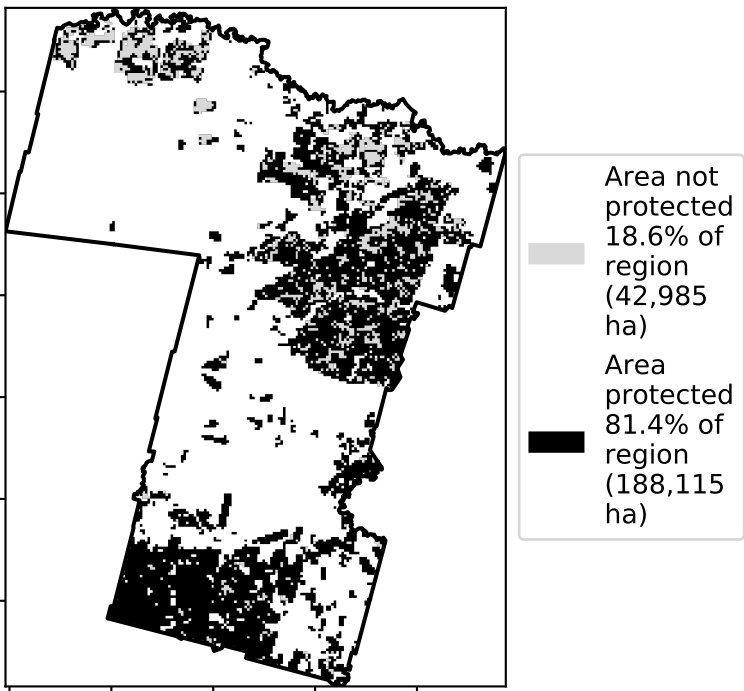 Area not
protected
18.6% of
region
(42,985
ha)
Area
protected
81.4% of
region
(188,115
ha)